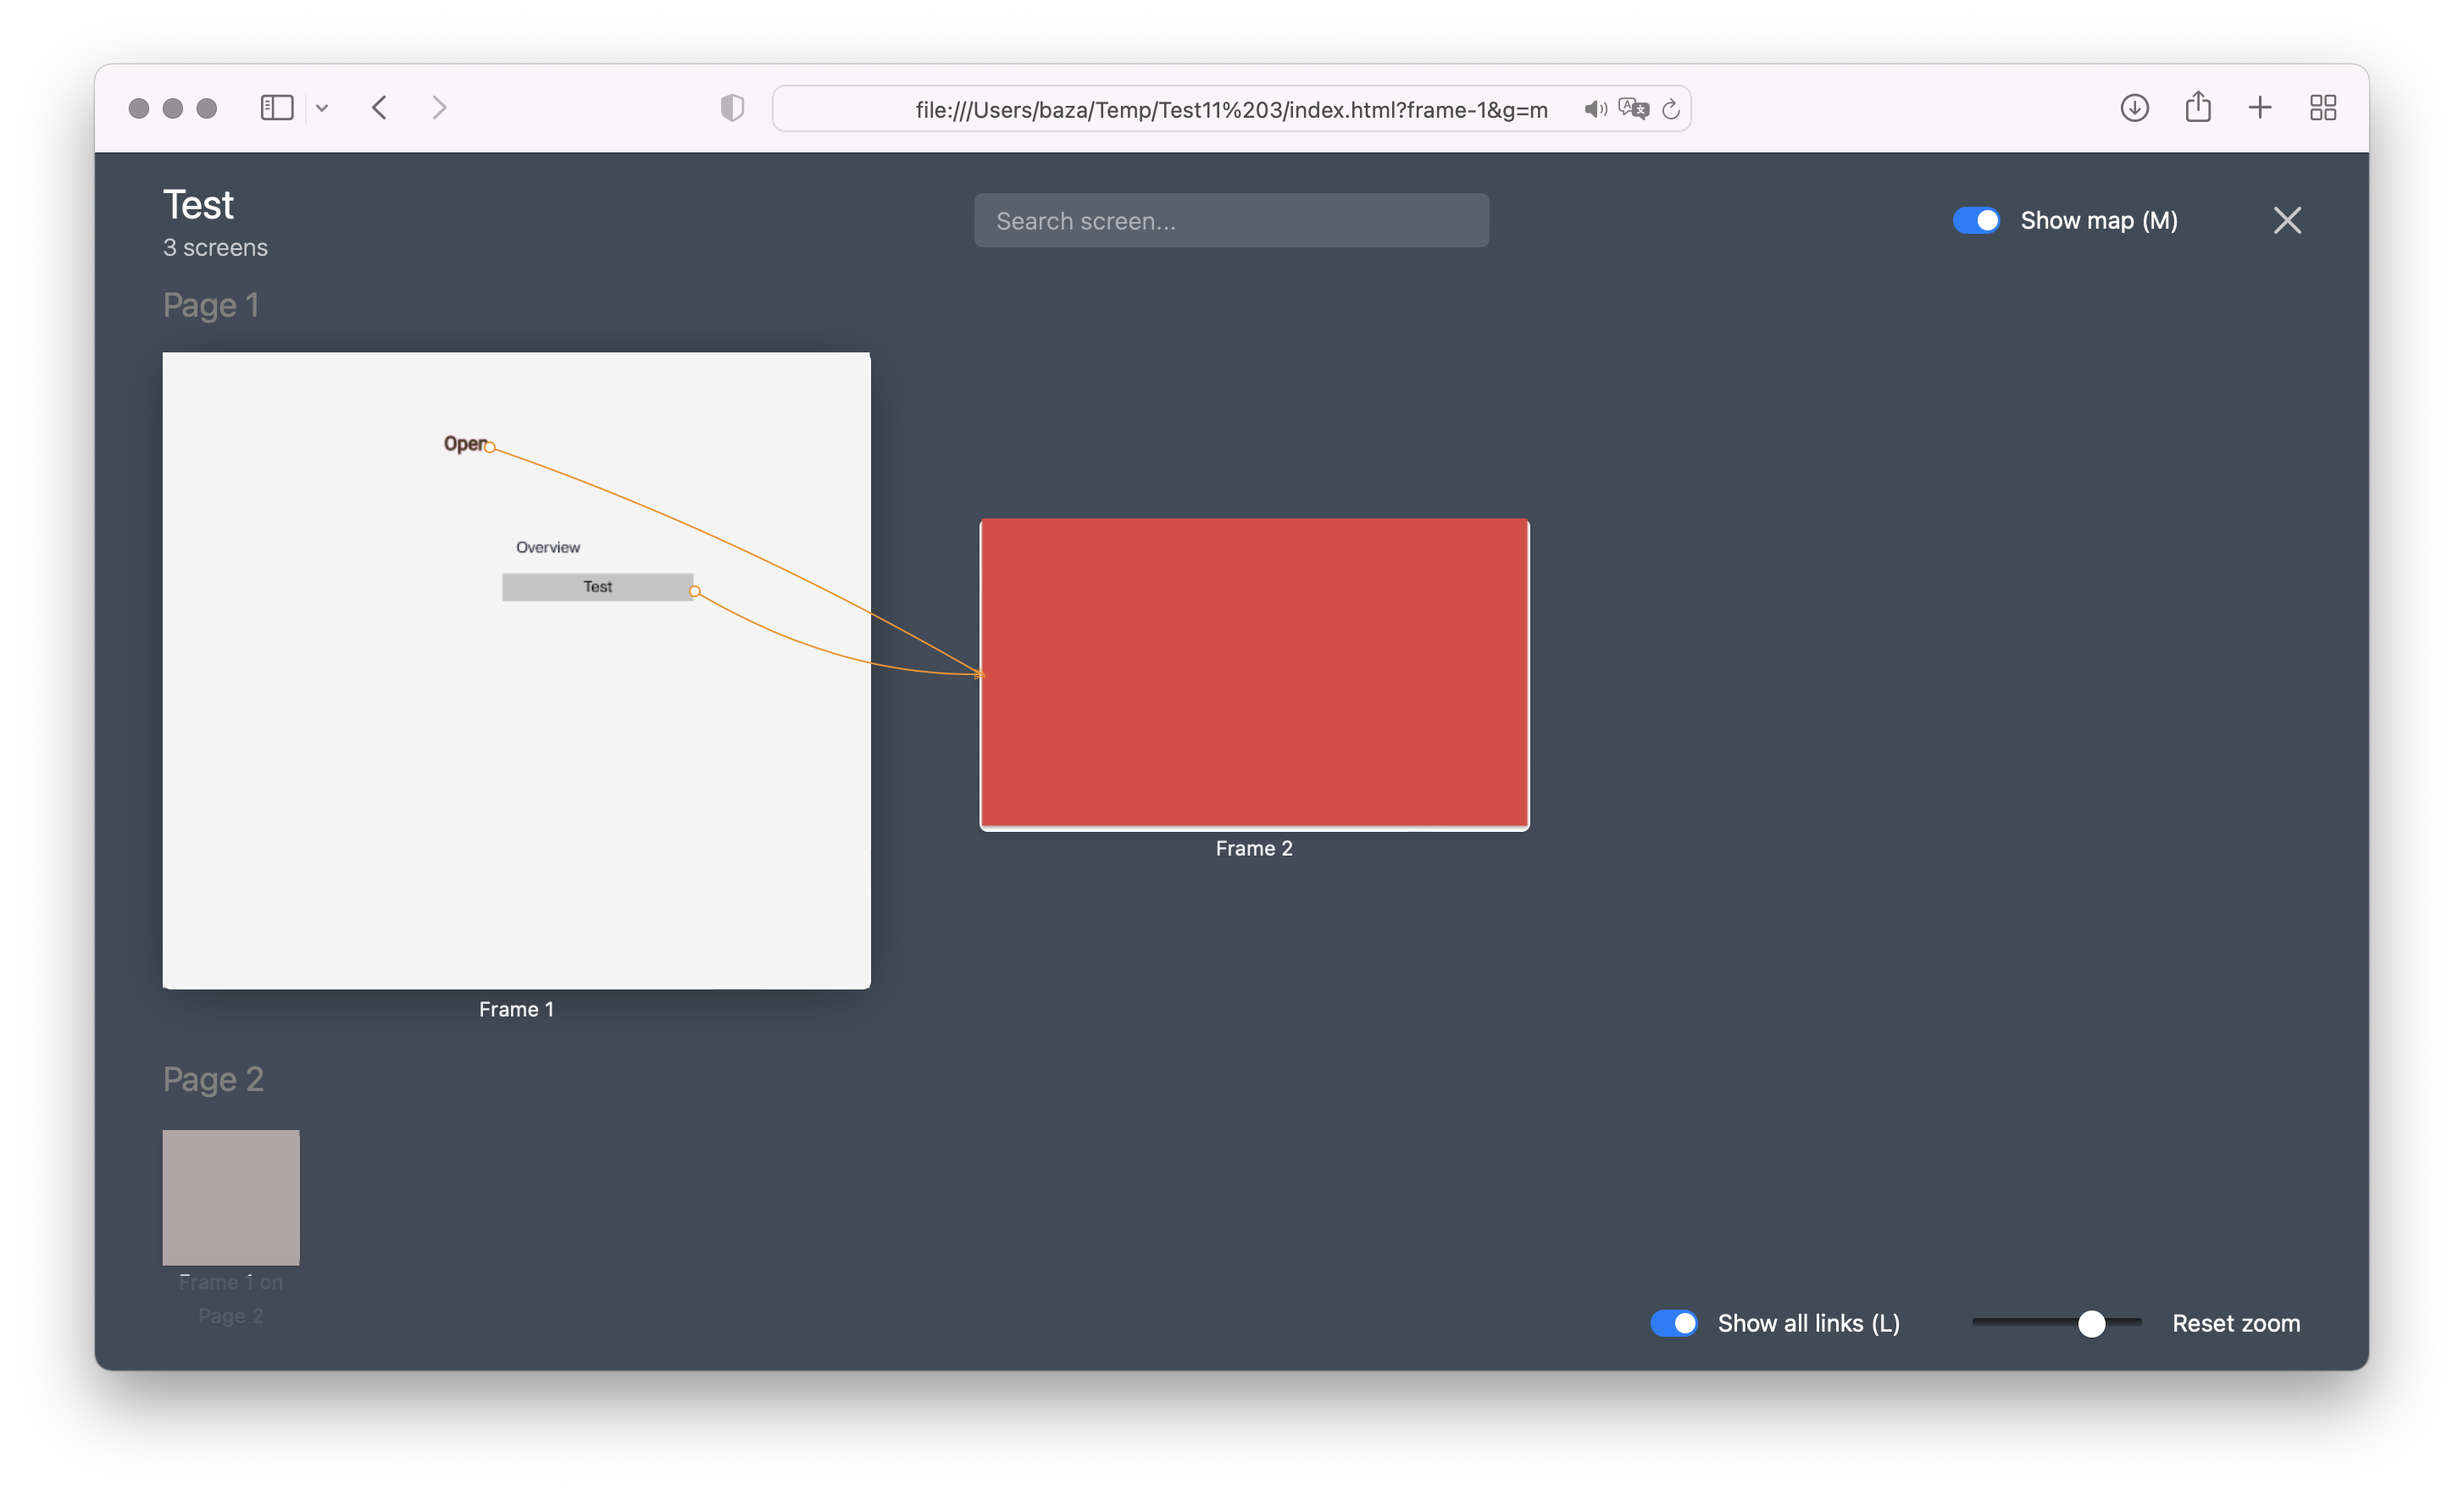 file:///Users/baza/Temp/Test11%203/index.html?frame-1&g=m
Test
3 screens
Search screen...
Show map (M)
Page 1
Open
Overview
Test
Frame 2
Frame 1
Page 2
Frame 1 on
Page 2
Show all links (L)
Reset zoom